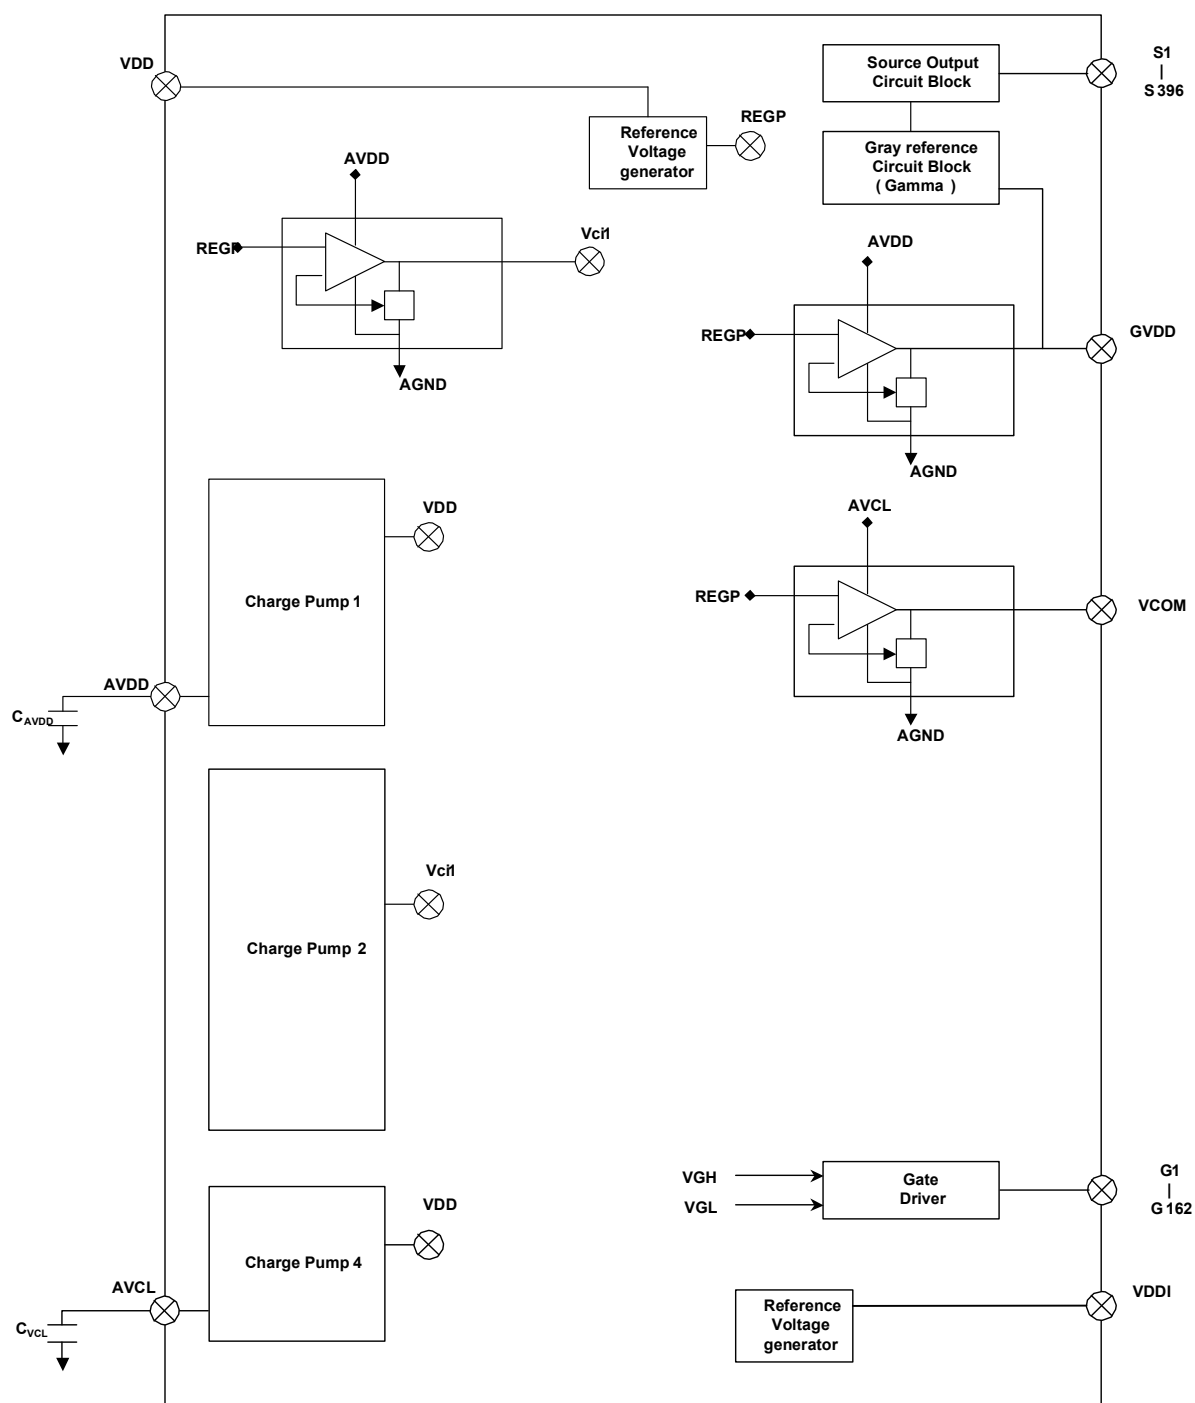 VDD
Source Output
Circuit Block
S1
|
S 396
REGP
Reference
Voltage
generator
Gray reference
Circuit Block
( Gamma )
AVDD
REGP
Vci1
AGND
AVDD
REGP
GVDD
AGND
VDD
Charge Pump 1
AVDD
CAVDD
AVCL
REGP
VCOM
AGND
Vci1
Charge Pump 2
VGH
VGL
Gate
Driver
G1
|
G 162
VDD
Charge Pump 4
AVCL
CVCL
Reference
Voltage
generator
VDDI